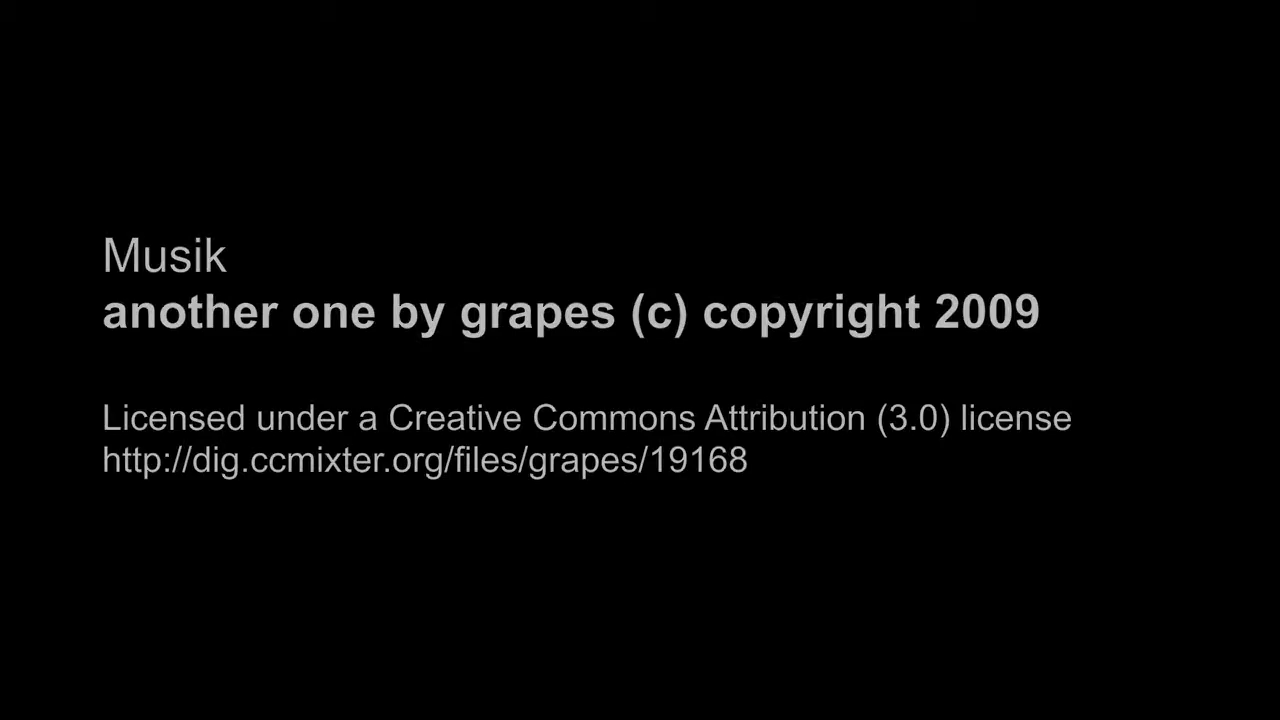 Musik
another one by grapes (c) copyright 2009
Licensed under a Creative Commons Attribution (3.0) license
http://dig.ccmixter.org/files/grapes/19168